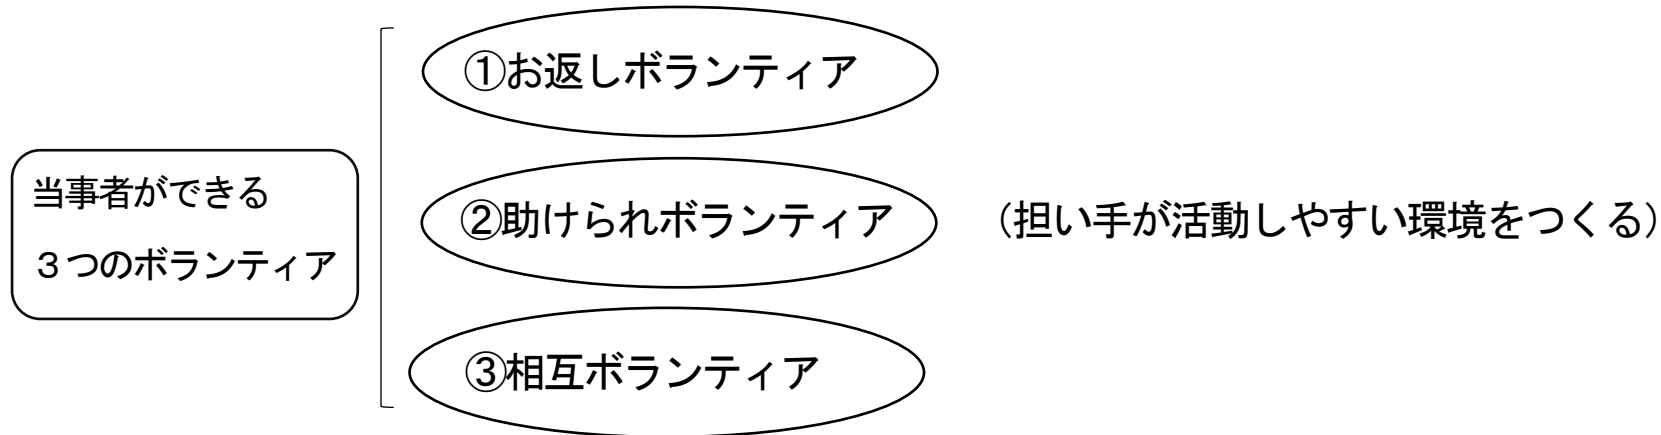 ①お返しボランティア
当事者ができる
３つのボランティア
②助けられボランティア
（担い手が活動しやすい環境をつくる）
③相互ボランティア